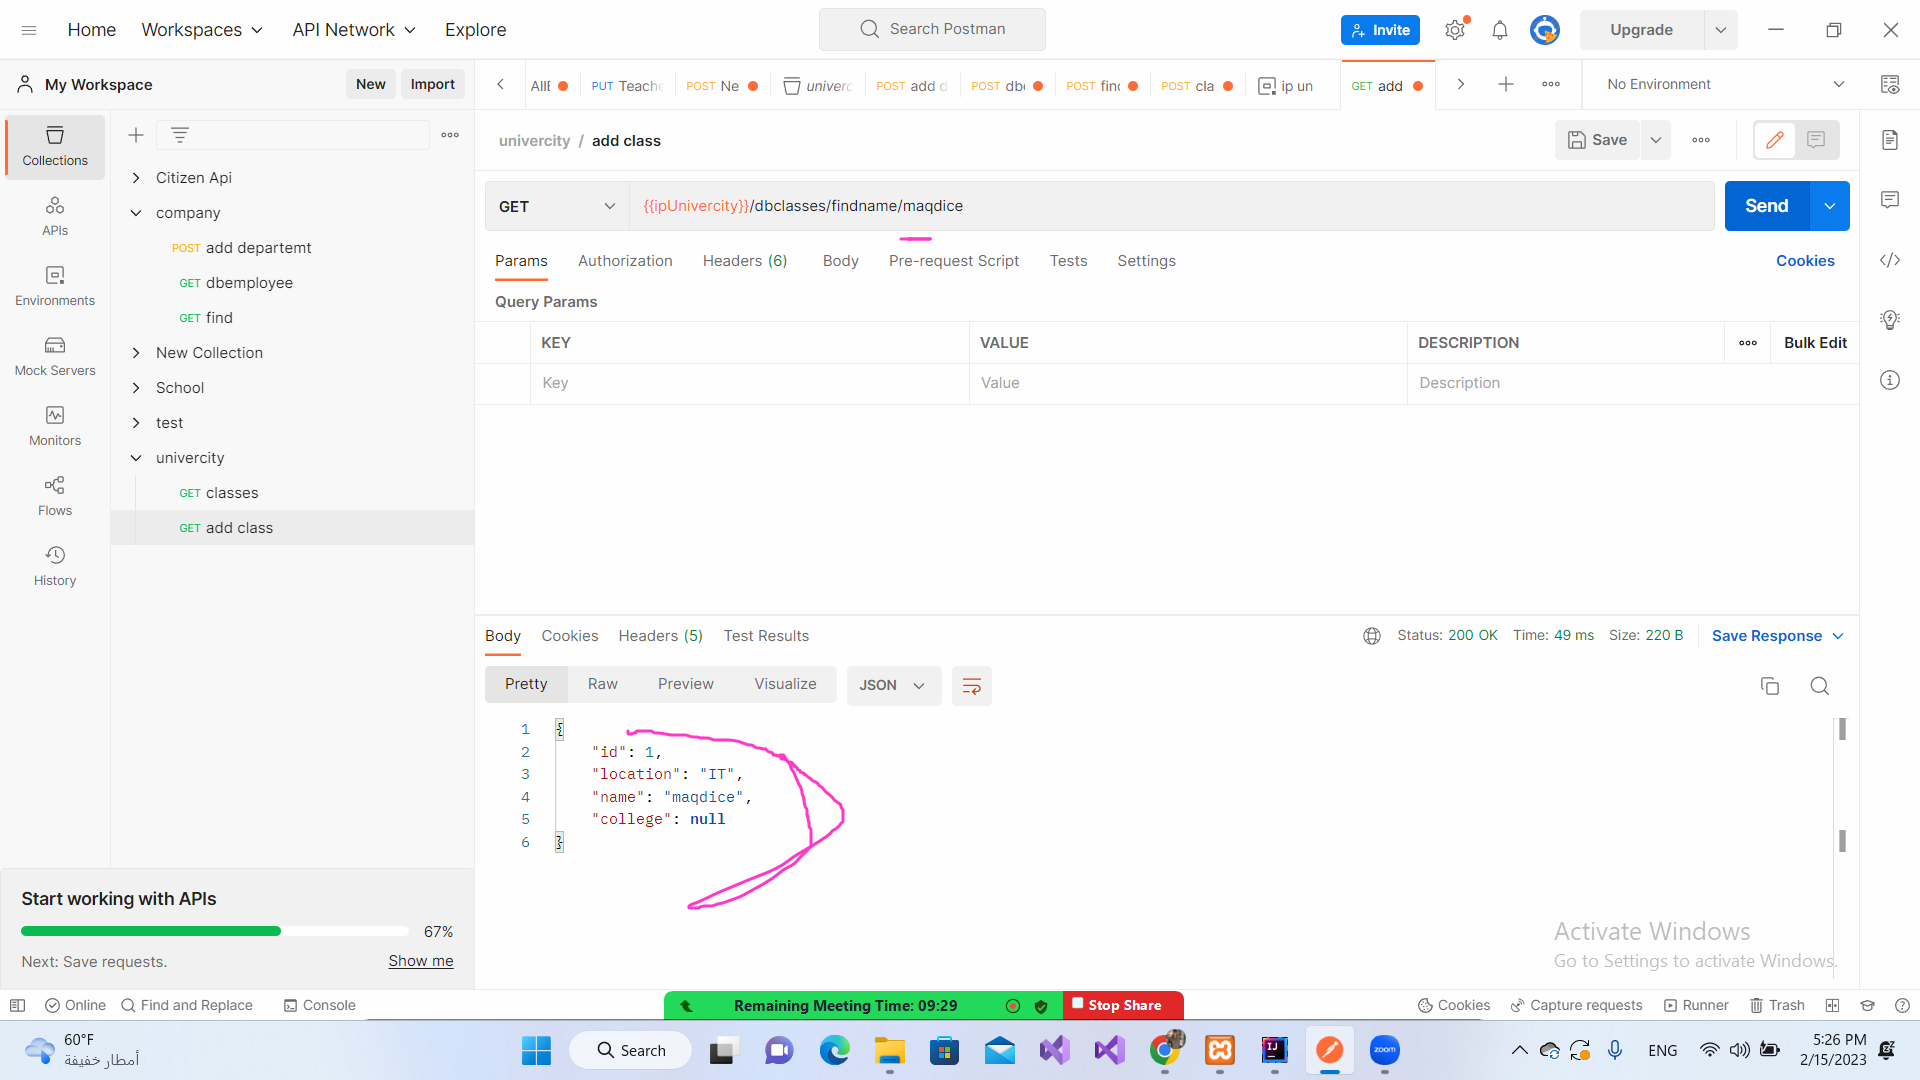 Home
Workspaces
API Network
Explore
Search Postman
Invite
Upgrade
My Workspace
New
Import
AllE
PUT Teache
POST Ne
univerc
POST add d
POST dbc
POST finc
POST cla
ip un
GET add
No Environment
Collections
APIs
Environments
Mock Servers
Monitors
Flows
History
Citizen Api
company
POST add departemt
GET dbemployee
GET find
New Collection
School
test
univercity
GET classes
GET add class
univercity / add class
Save
GET
{{ipUnivercity}}/dbclasses/findname/maqdice
Send
Params
Authorization
Headers (6)
Body
Pre-request Script
Tests
Settings
Cookies
Query Params
KEY
VALUE
DESCRIPTION
Bulk Edit
Key
Value
Description
Body
Cookies
Headers (5)
Test Results
Status: 200 OK
Time: 49 ms
Size: 220 B
Save Response
Pretty
Raw
Preview
Visualize
JSON
1 {
2 "id": 1,
3 "location": "IT",
4 "name": "maqdice",
5 "college": null
6 }
Start working with APIs
67%
Next: Save requests.
Show me
Activate Windows
Go to Settings to activate Windows.
Online
Find and Replace
Console
Remaining Meeting Time: 09:29
Stop Share
Cookies
Capture requests
Runner
Trash
60°F
أمطار خفيفة
Search
IJ
zoom
ENG
5:26 PM
2/15/2023